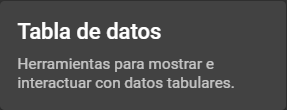 Tabla de datos
Herramientas para mostrar e
interactuar con datos tabulares.